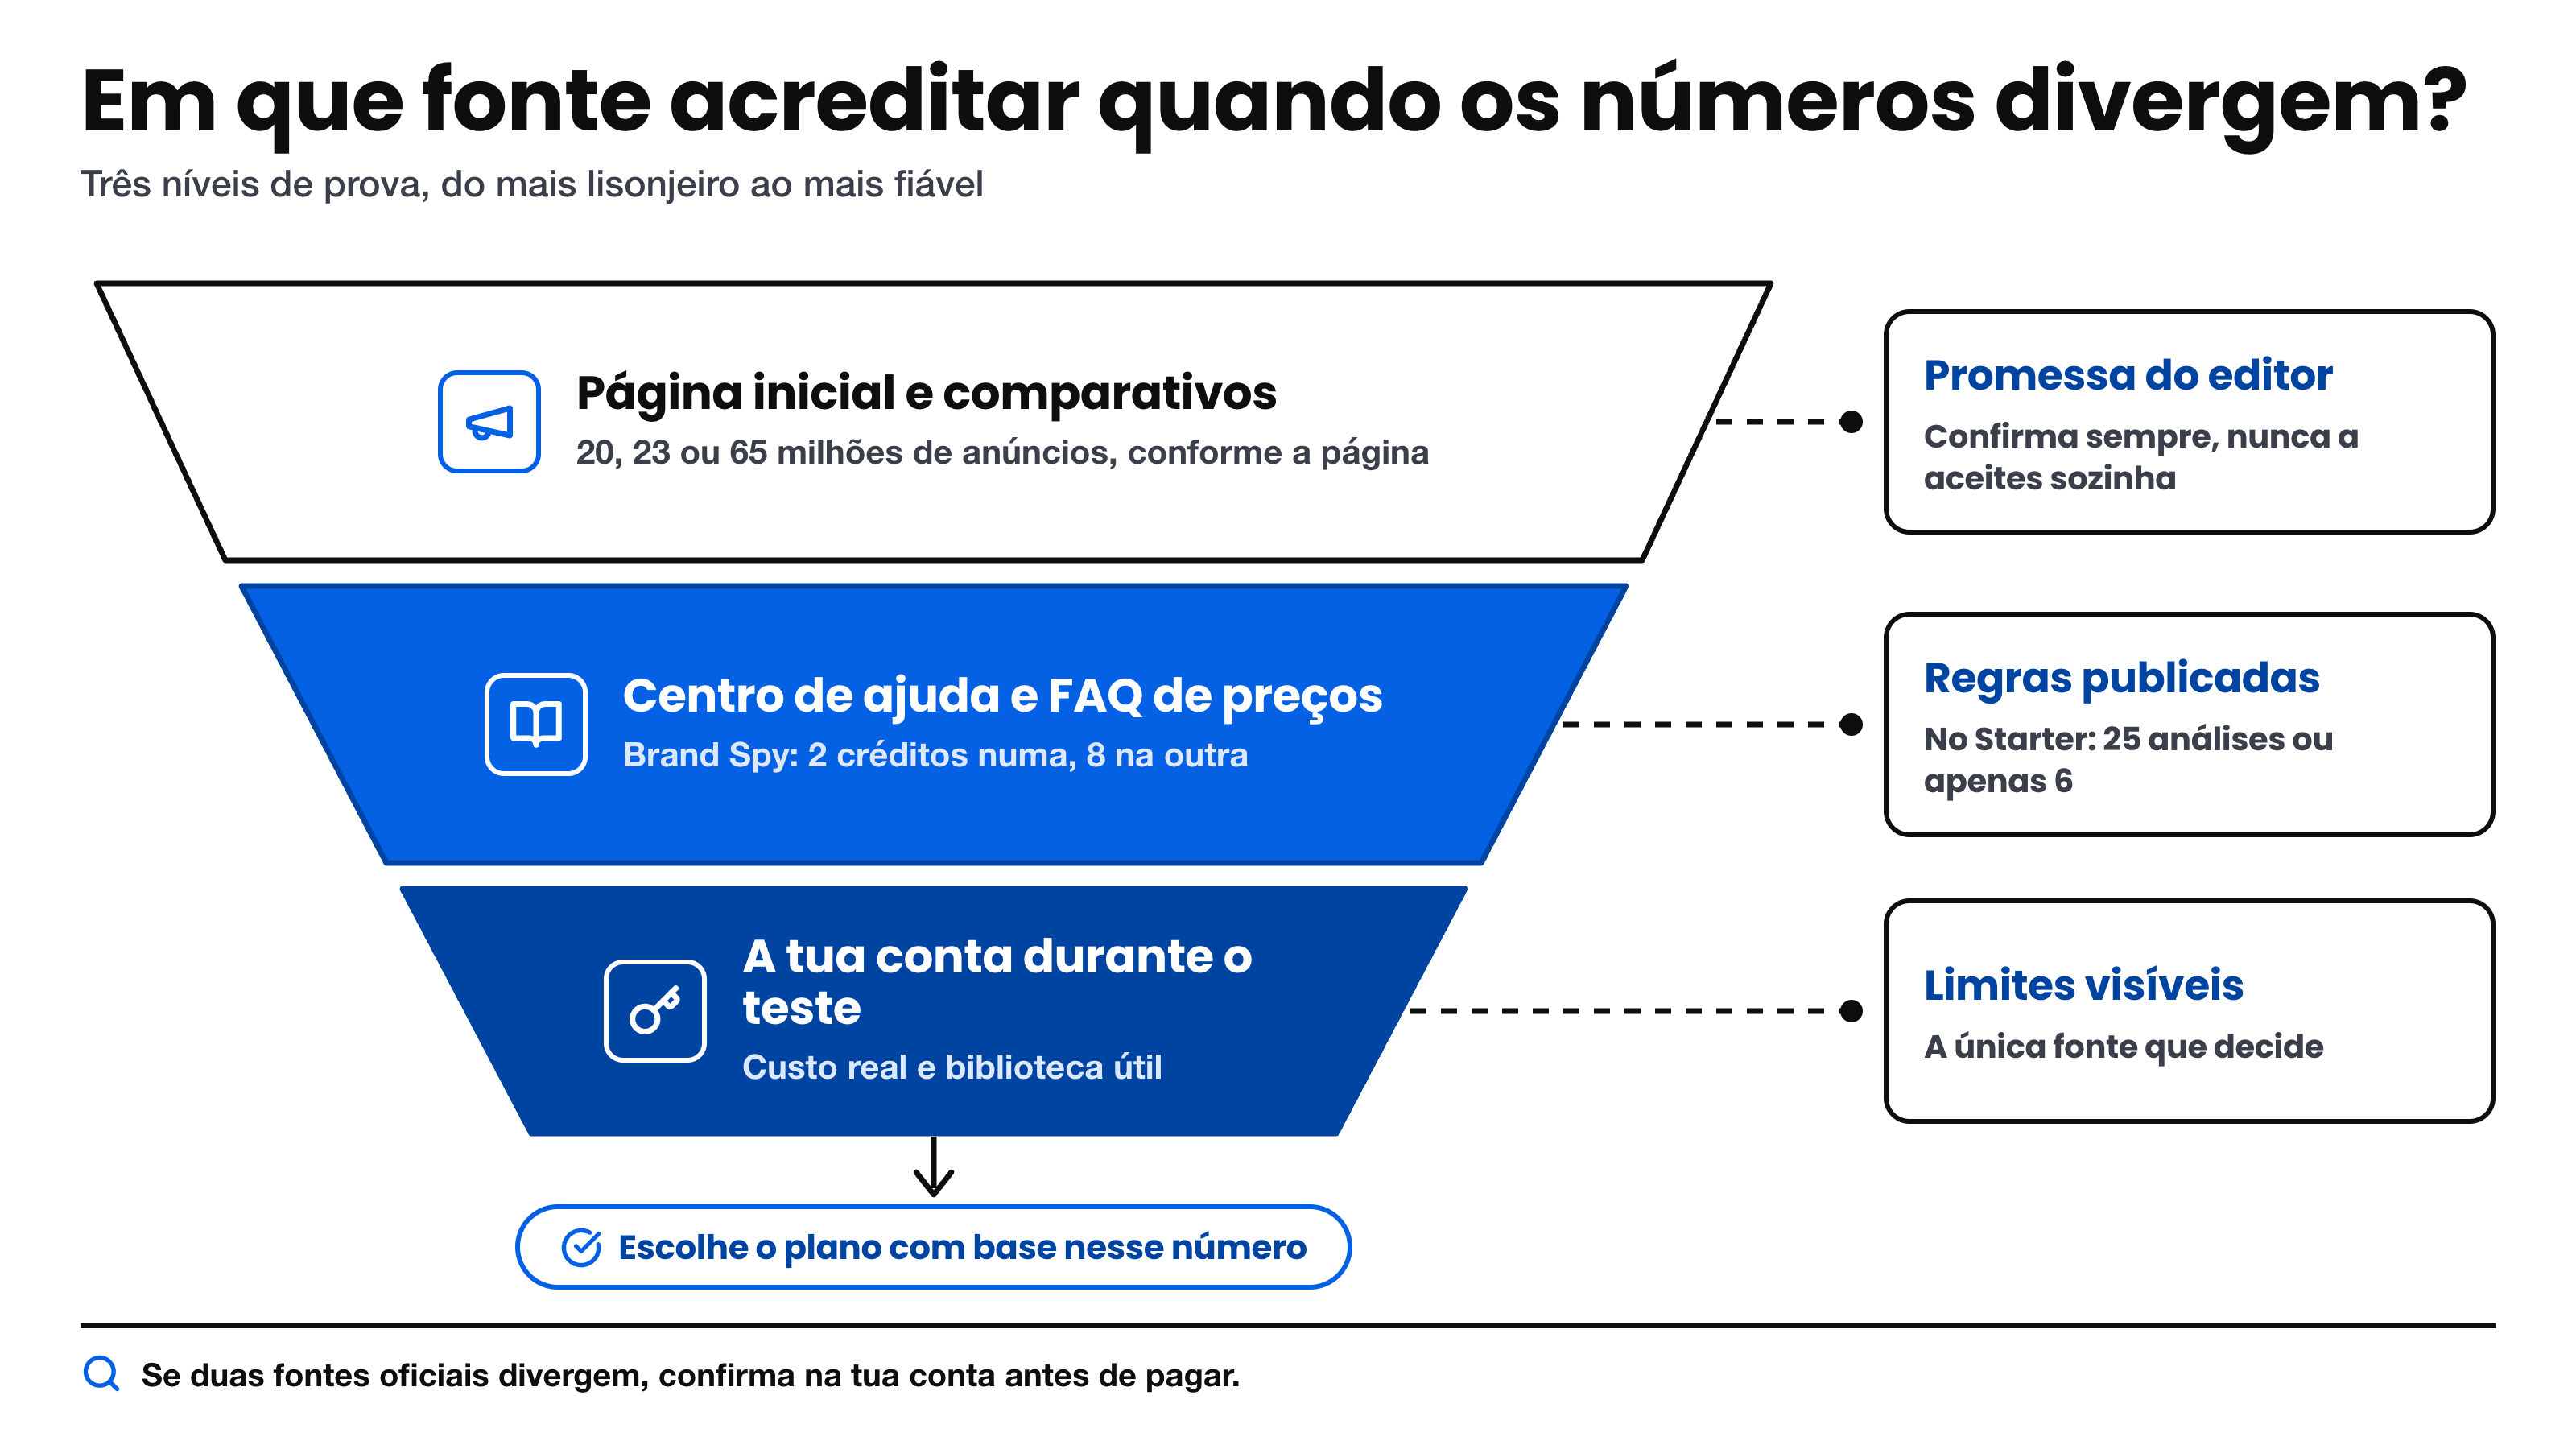 Em que fonte acreditar quando os números divergem?
Três níveis de prova, do mais lisonjeiro ao mais fiável
Página inicial e comparativos
20, 23 ou 65 milhões de anúncios, conforme a página
Promessa do editor
Confirma sempre, nunca a
aceites sozinha
Centro de ajuda e FAQ de preços
Brand Spy: 2 créditos numa, 8 na outra
Regras publicadas
No Starter: 25 análises ou
apenas 6
A tua conta durante o
teste
Custo real e biblioteca útil
Limites visíveis
A única fonte que decide
Escolhe o plano com base nesse número
Se duas fontes oficiais divergem, confirma na tua conta antes de pagar.